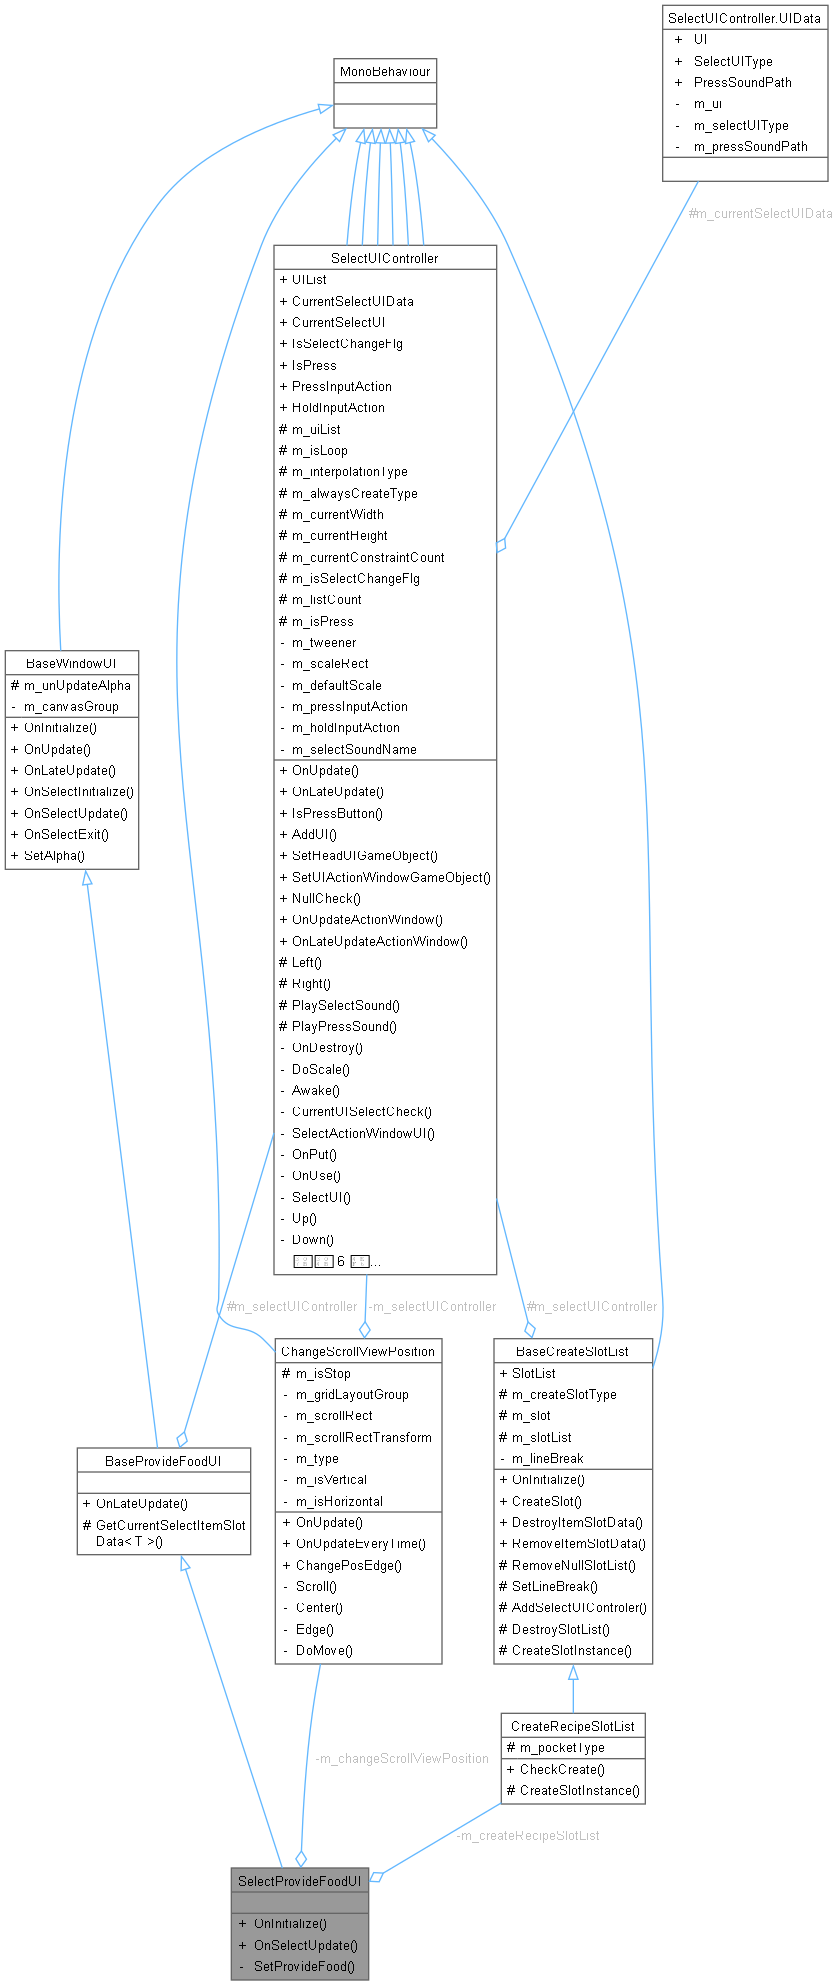 SelectUIController.UIData
+ UI
+ SelectUIType
+ PressSoundPath
- m_ui
- m_selectUIType
- m_pressSoundPath
MonoBehaviour
#m_currentSelectUIData
SelectUIController
+ UIList
+ CurrentSelectUIData
+ CurrentSelectUI
+ IsSelectChangeFlg
+ IsPress
+ PressInputAction
+ HoldInputAction
# m_uiList
# m_isLoop
# m_interpolationType
# m_alwaysCreateType
# m_currentWidth
# m_currentHeight
# m_currentConstraintCount
# m_isSelectChangeFlg
# m_listCount
# m_isPress
- m_tweener
- m_scaleRect
- m_defaultScale
- m_pressInputAction
- m_holdInputAction
- m_selectSoundName
+ OnUpdate()
+ OnLateUpdate()
+ IsPressButton()
+ AddUI()
+ SetHeadUIGameObject()
+ SetUIActionWindowGameObject()
+ NullCheck()
+ OnUpdateActionWindow()
+ OnLateUpdateActionWindow()
# Left()
# Right()
# PlaySelectSound()
# PlayPressSound()
- OnDestroy()
- DoScale()
- Awake()
- CurrentUISelectCheck()
- SelectActionWindowUI()
- OnPut()
- OnUse()
- SelectUI()
- Up()
- Down()
6 ...
BaseWindowUI
# m_unUpdateAlpha
- m_canvasGroup
+ OnInitialize()
+ OnUpdate()
+ OnLateUpdate()
+ OnSelectInitialize()
+ OnSelectUpdate()
+ OnSelectExit()
+ SetAlpha()
#m_selectUIController
-m_selectUIController
#m_selectUIController
ChangeScrollViewPosition
# m_isStop
- m_gridLayoutGroup
- m_scrollRect
- m_scrollRectTransform
- m_type
- m_isVertical
- m_isHorizontal
+ OnUpdate()
+ OnUpdateEveryTime()
+ ChangePosEdge()
- Scroll()
- Center()
- Edge()
- DoMove()
BaseCreateSlotList
+ SlotList
# m_createSlotType
# m_slot
# m_slotList
- m_lineBreak
+ OnInitialize()
+ CreateSlot()
+ DestroyItemSlotData()
+ RemoveItemSlotData()
# RemoveNullSlotList()
# SetLineBreak()
# AddSelectUIControler()
# DestroySlotList()
# CreateSlotInstance()
BaseProvideFoodUI
+ OnLateUpdate()
# GetCurrentSelectItemSlot
Data< T >()
CreateRecipeSlotList
# m_pocketType
+ CheckCreate()
# CreateSlotInstance()
-m_changeScrollViewPosition
-m_createRecipeSlotList
SelectProvideFoodUI
+ OnInitialize()
+ OnSelectUpdate()
- SetProvideFood()